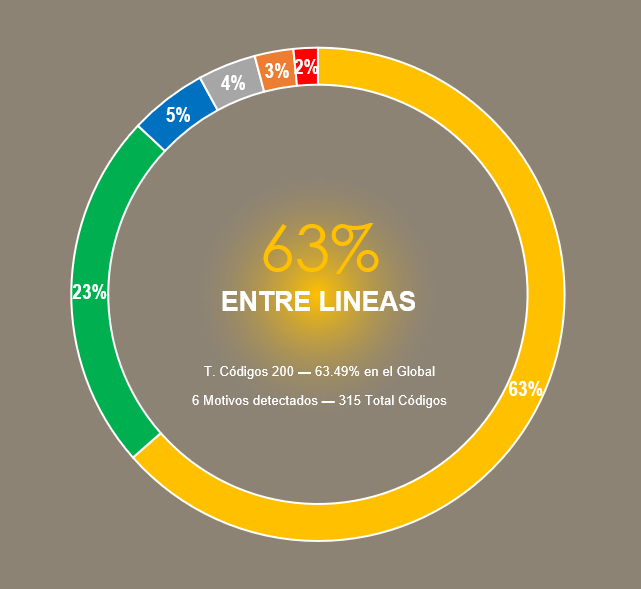 2%
3%
4%
5%
23%
63%
ENTRE LINEAS
T. Códigos 200 — 63.49% en el Global
6 Motivos detectados — 315 Total Códigos
63%